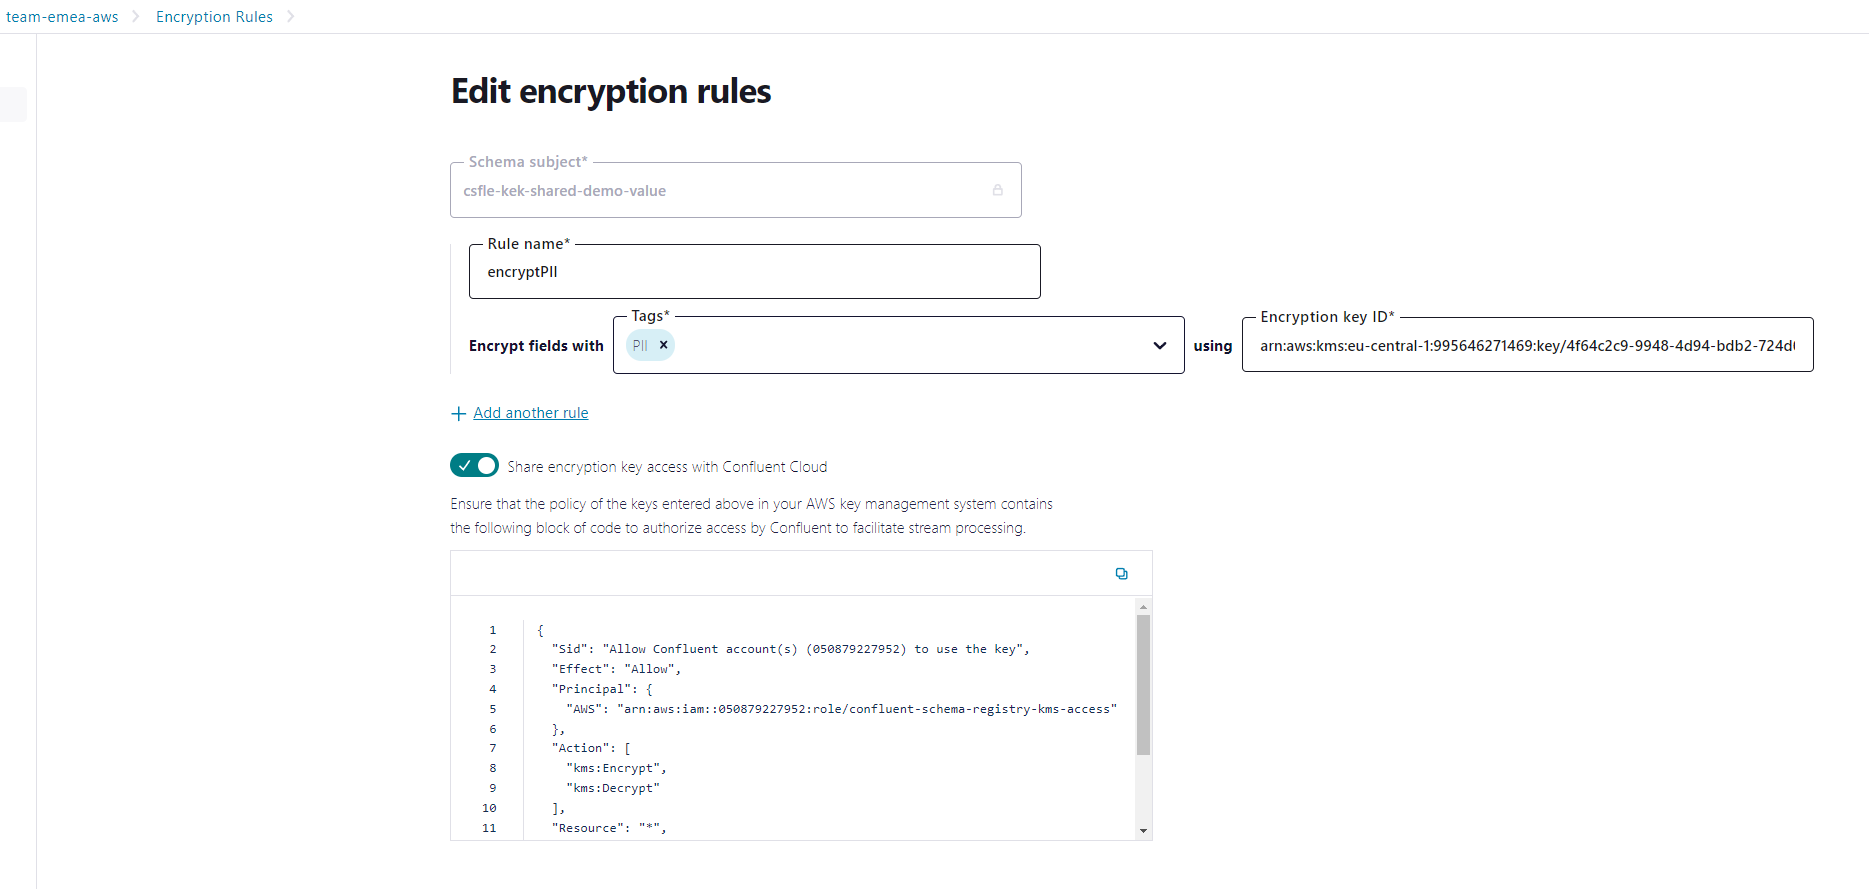 team-emea-aws Encryption Rules
Edit encryption rules
Schema subject*
csfle-kek-shared-demo-value
Rule name*
encryptPII
Encrypt fields with
Tags*
PII
using
Encryption key ID*
arn:aws:kms:eu-central-1:995646271469:key/4f64c2c9-9948-4d94-bdb2-724d
Add another rule
Share encryption key access with Confluent Cloud
Ensure that the policy of the keys entered above in your AWS key management system contains
the following block of code to authorize access by Confluent to facilitate stream processing.
1 {
2 "Sid": "Allow Confluent account(s) (050879227952) to use the key",
3 "Effect": "Allow",
4 "Principal": {
5 "AWS": "arn:aws:iam::050879227952:role/confluent-schema-registry-kms-access"
6 },
7 "Action": [
8 "kms:Encrypt",
9 "kms:Decrypt"
10 ],
11 "Resource": "*",